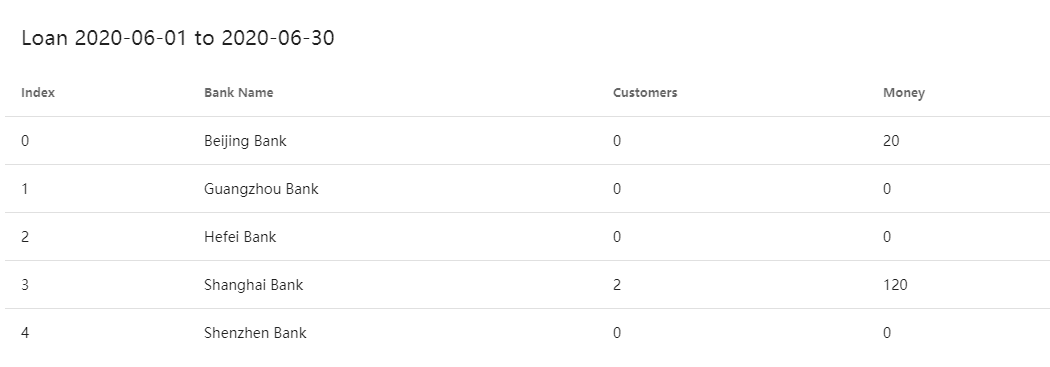 Loan 2020-06-01 to 2020-06-30
Index Bank Name Customers Money
0 Beijing Bank 0 20
1 Guangzhou Bank 0 0
2 Hefei Bank 0 0
3 Shanghai Bank 2 120
4 Shenzhen Bank 0 0